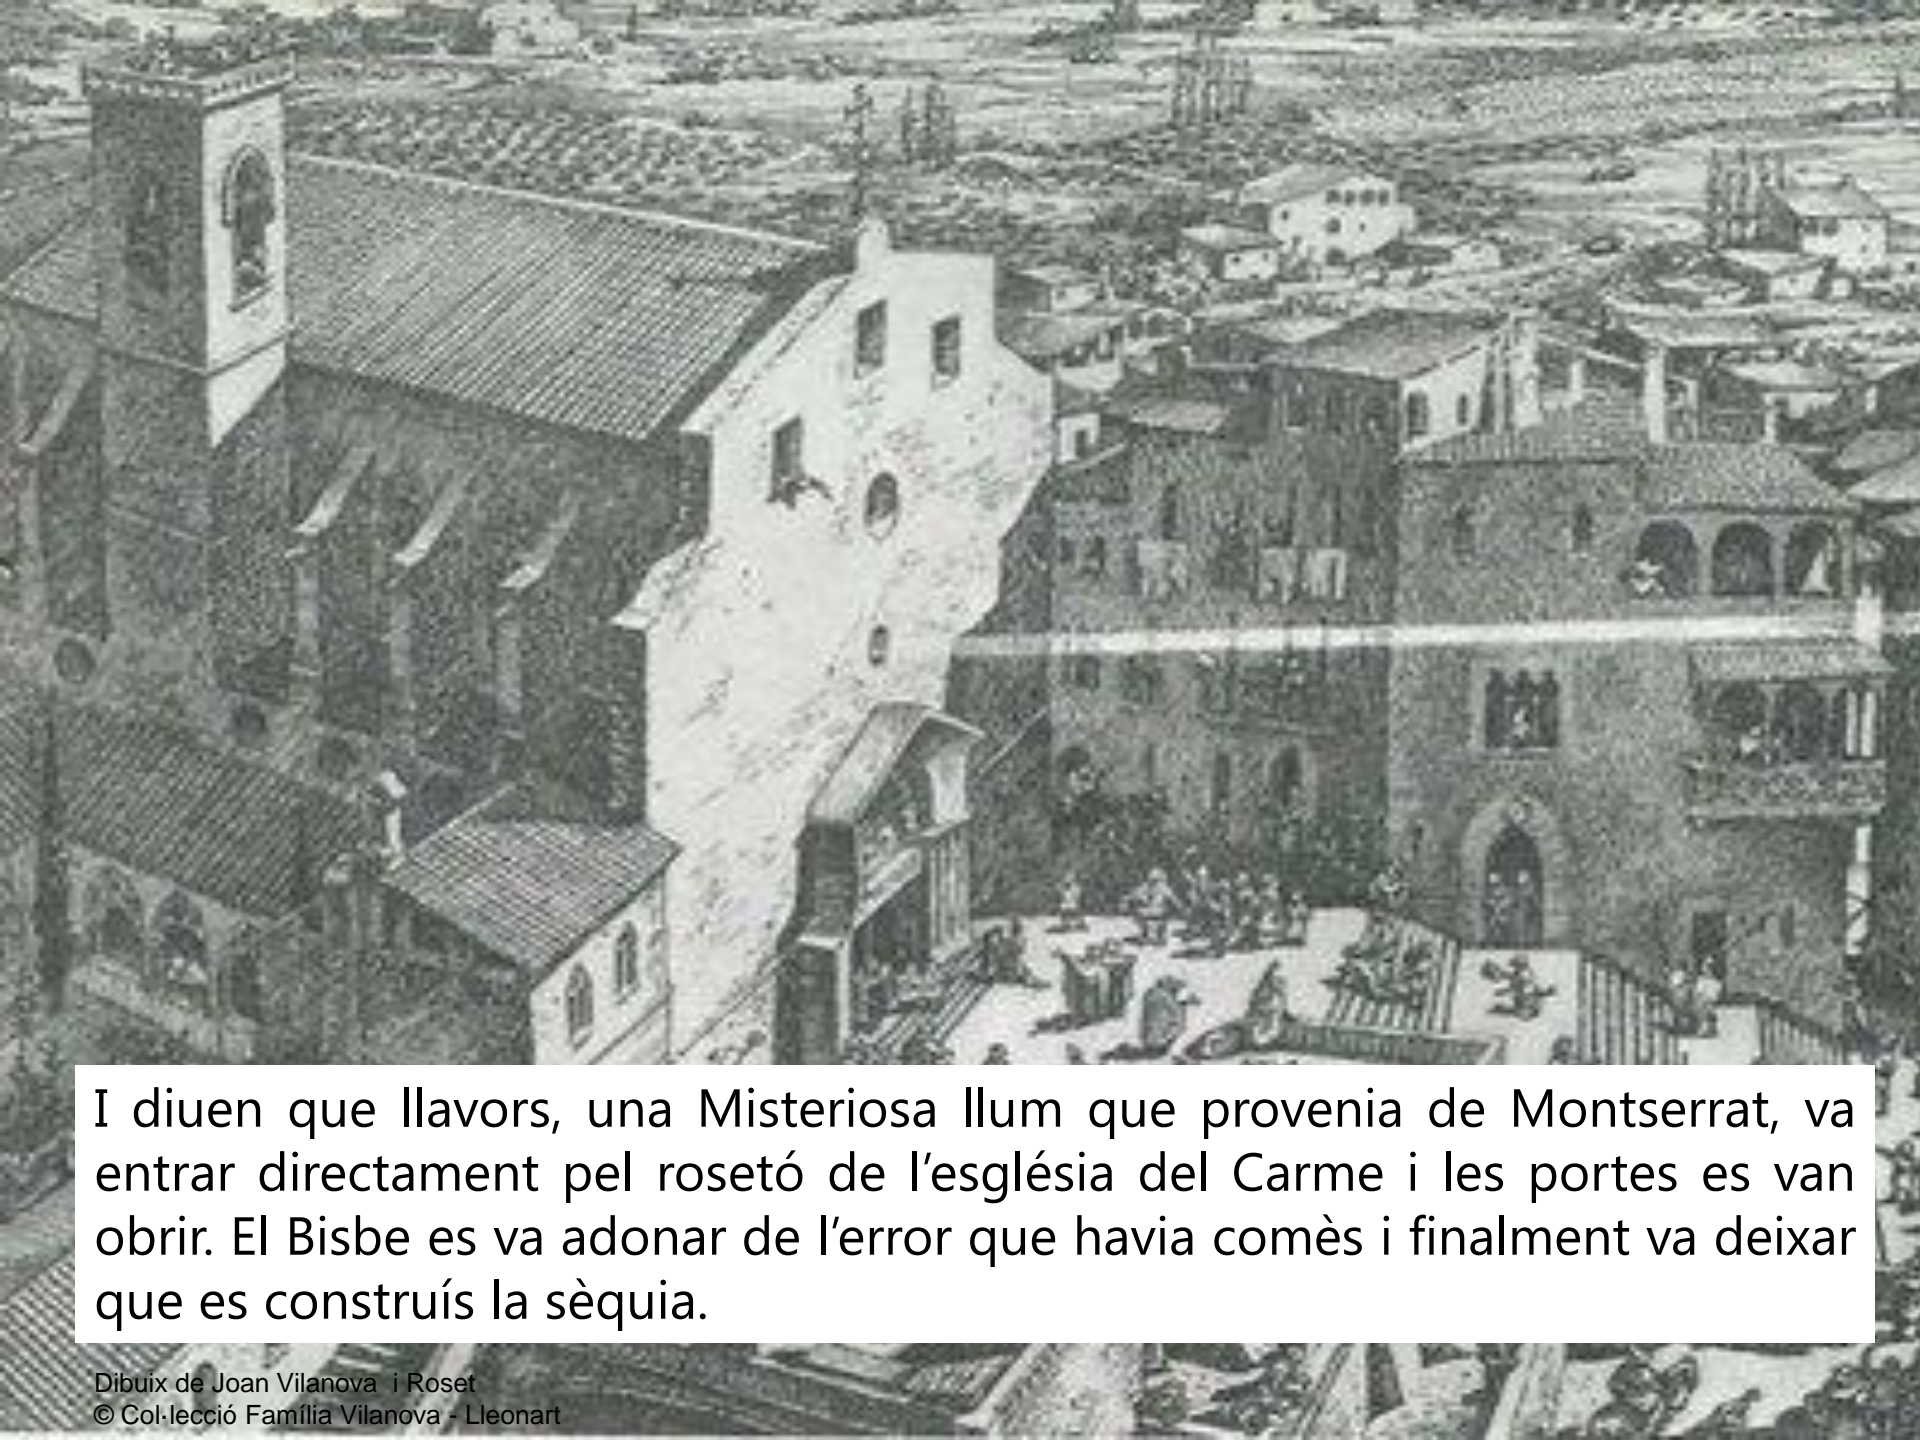 I diuen que llavors, una Misteriosa llum que provenia de Montserrat, va
entrar directament pel rosetó de l’església del Carme i les portes es van
obrir. El Bisbe es va adonar de l’error que havia comès i finalment va deixar
que es construís la sèquia.
Dibuix de Joan Vilanova i Roset
© Col·lecció Família Vilanova - Lleonart